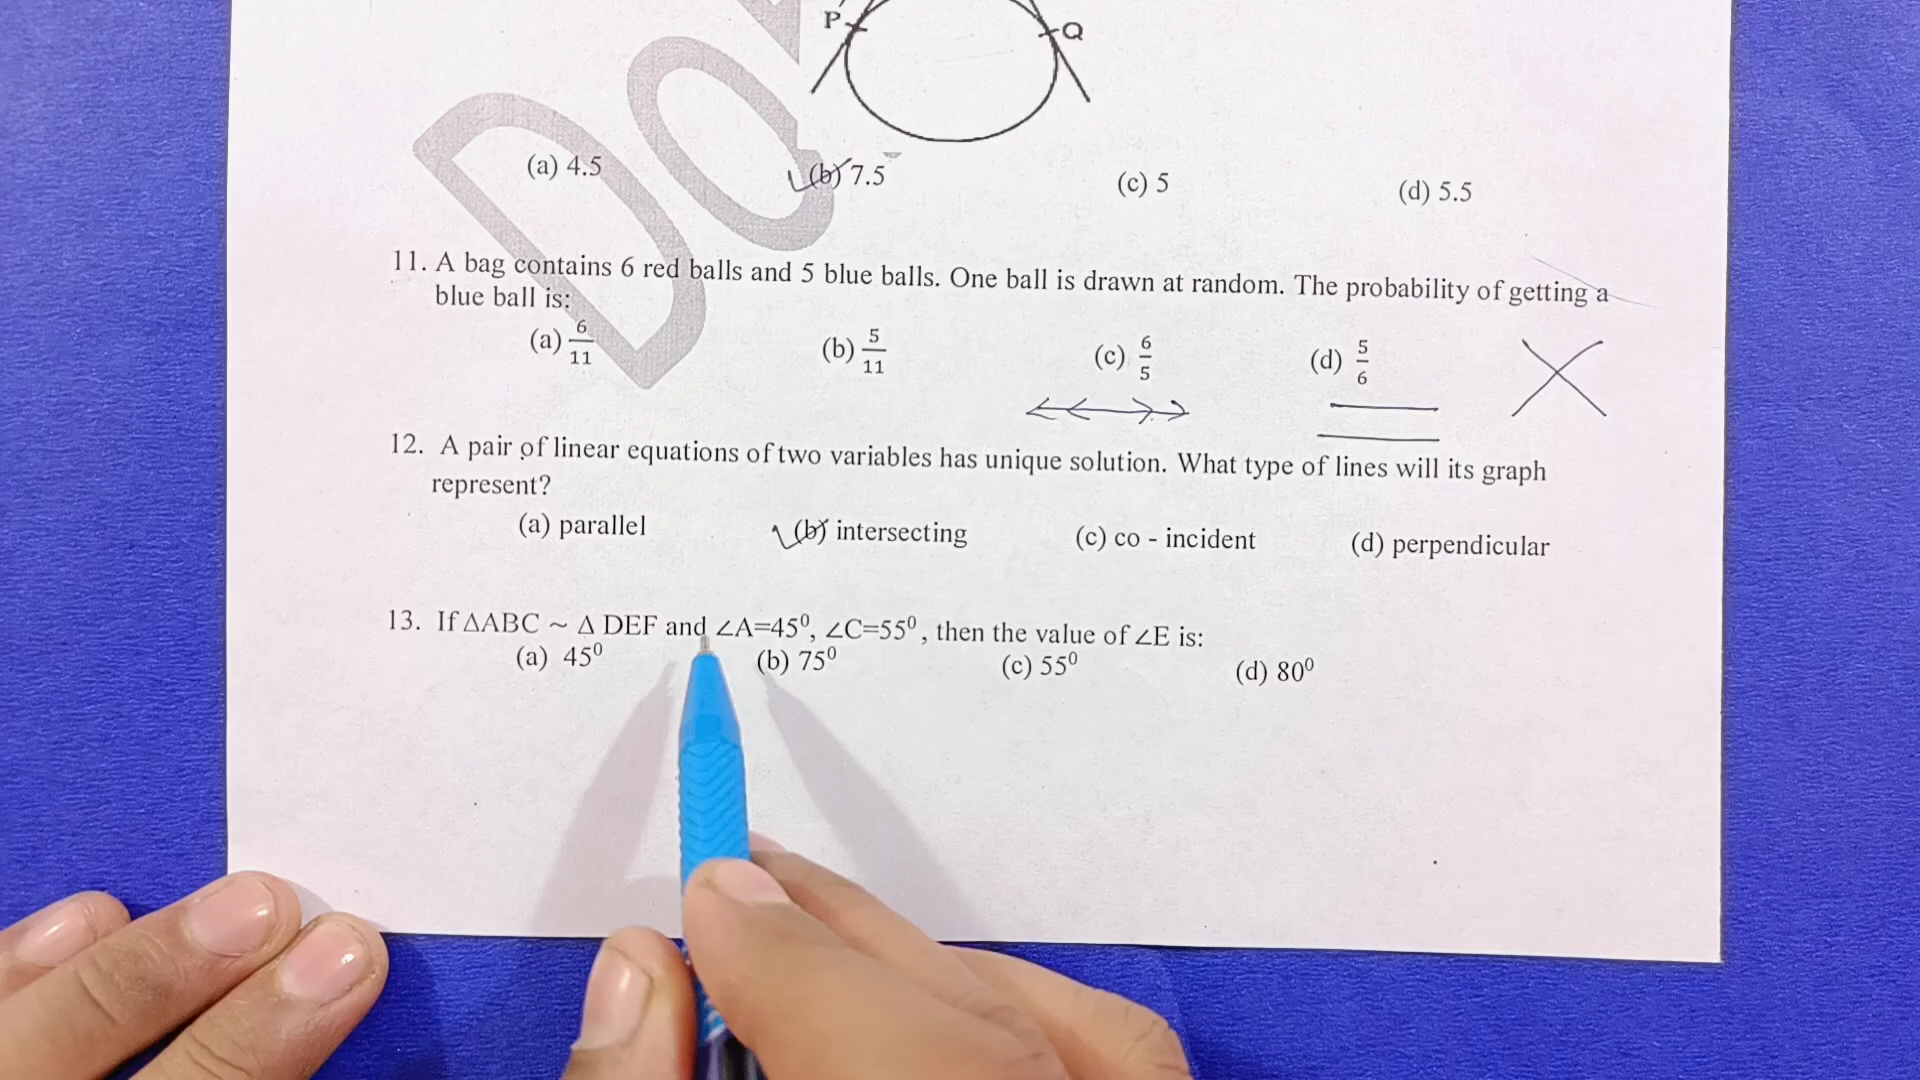 P Q
(a) 4.5 (b) 7.5 (c) 5 (d) 5.5
11. A bag contains 6 red balls and 5 blue balls. One ball is drawn at random. The probability of getting a
blue ball is:
(a) 6/11 (b) 5/11 (c) 6/5 (d) 5/6
12. A pair of linear equations of two variables has unique solution. What type of lines will its graph
represent?
(a) parallel (b) intersecting (c) co - incident (d) perpendicular
13. If ΔABC ~ Δ DEF and ∠A=45⁰, ∠C=55⁰, then the value of ∠E is:
(a) 45⁰ (b) 75⁰ (c) 55⁰ (d) 80⁰